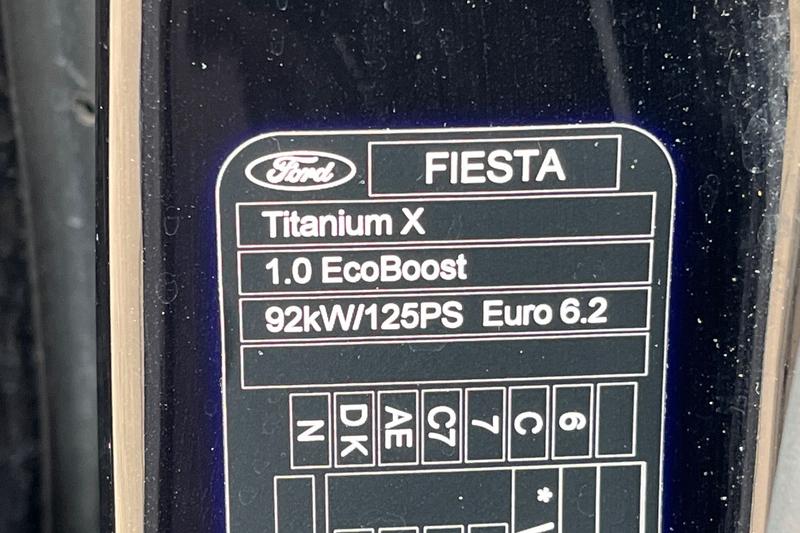 Ford FIESTA
Titanium X
1.0 EcoBoost
92kW/125PS Euro 6.2
N DK AE C7 7 C 6
*